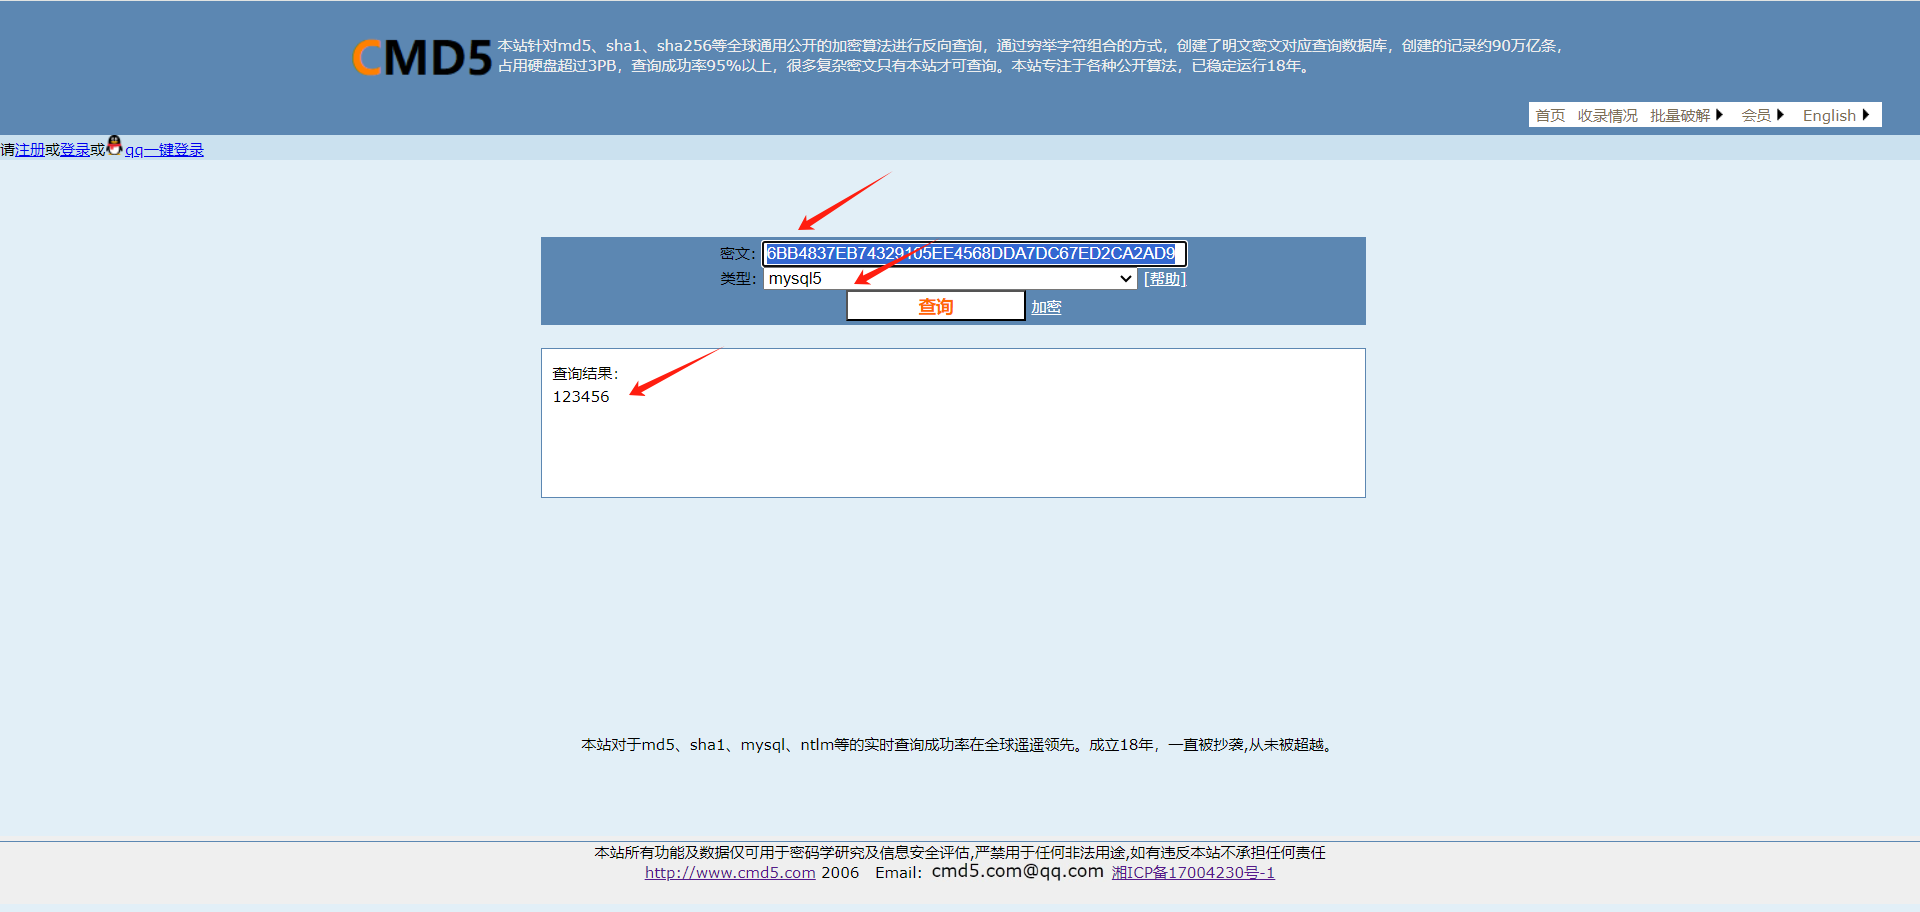 CMD5
本站针对md5、sha1、sha256等全球通用公开的加密算法进行反向查询，通过穷举字符组合的方式，创建了明文密文对应查询数据库，创建的记录约90万亿条，
占用硬盘超过3PB，查询成功率95%以上，很多复杂密文只有本站才可查询。本站专注于各种公开算法，已稳定运行18年。
首页 收录情况 批量破解 会员 English
请注册或登录或qq一键登录
密文: 6BB4837EB74329105EE4568DDA7DC67ED2CA2AD9
类型: mysql5 [帮助]
查询 加密
查询结果:
123456
本站对于md5、sha1、mysql、ntlm等的实时查询成功率在全球遥遥领先。成立18年，一直被抄袭,从未被超越。
本站所有功能及数据仅可用于密码学研究及信息安全评估,严禁用于任何非法用途,如有违反本站不承担任何责任
http://www.cmd5.com 2006 Email: cmd5.com@qq.com 湘ICP备17004230号-1